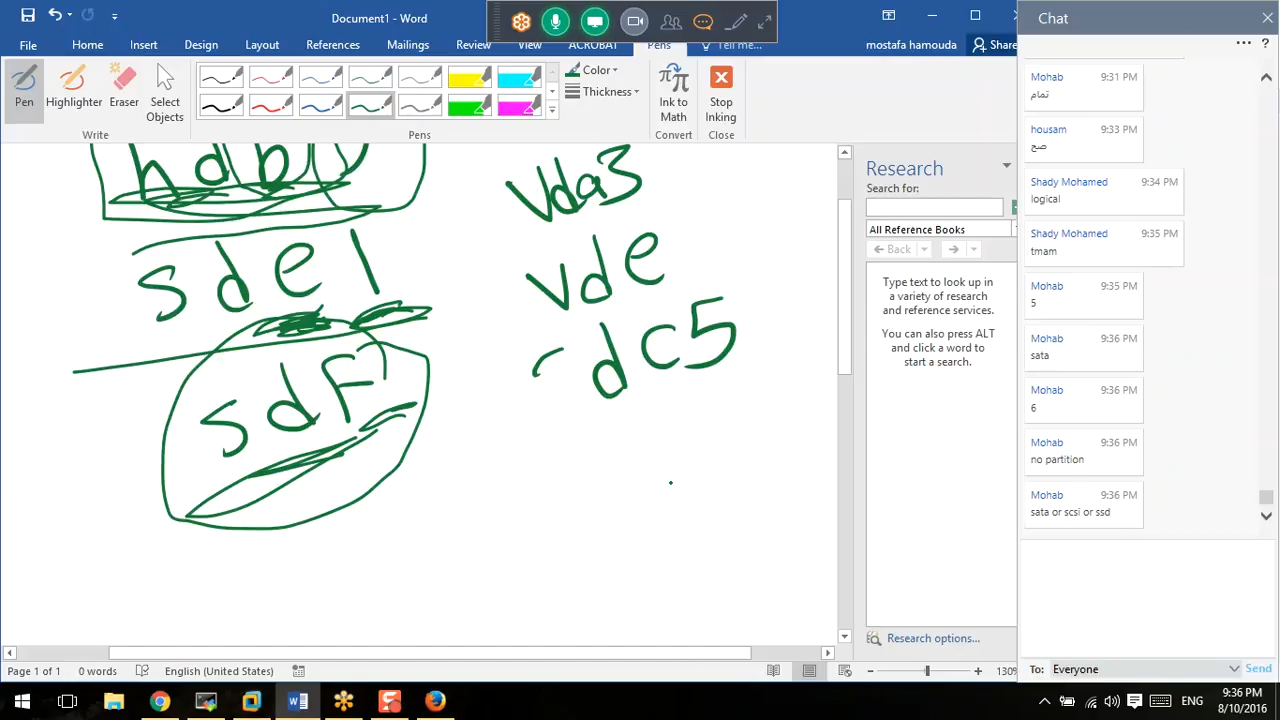 Document1 - Word
mostafa hamouda
Share
File Home Insert Design Layout References Mailings Review View ACROBAT Pens Tell me...
Pen Highlighter Eraser Select Objects
Color
Thickness
Ink to Math
Stop Inking
Write Pens Convert Close
hdb
sde1
sdF
vda3
vde
dc5
Research
Search for:
All Reference Books
Back
Type text to look up in
a variety of research
and reference services.
You can also press ALT
and click a word to
start a search.
Research options...
Chat
Mohab 9:31 PM
تمام
housam 9:33 PM
صح
Shady Mohamed 9:34 PM
logical
Shady Mohamed 9:35 PM
tmam
Mohab 9:35 PM
5
Mohab 9:36 PM
sata
Mohab 9:36 PM
6
Mohab 9:36 PM
no partition
Mohab 9:36 PM
sata or scsi or ssd
To: Everyone Send
Page 1 of 1 0 words English (United States) 130%
ENG 9:36 PM
8/10/2016